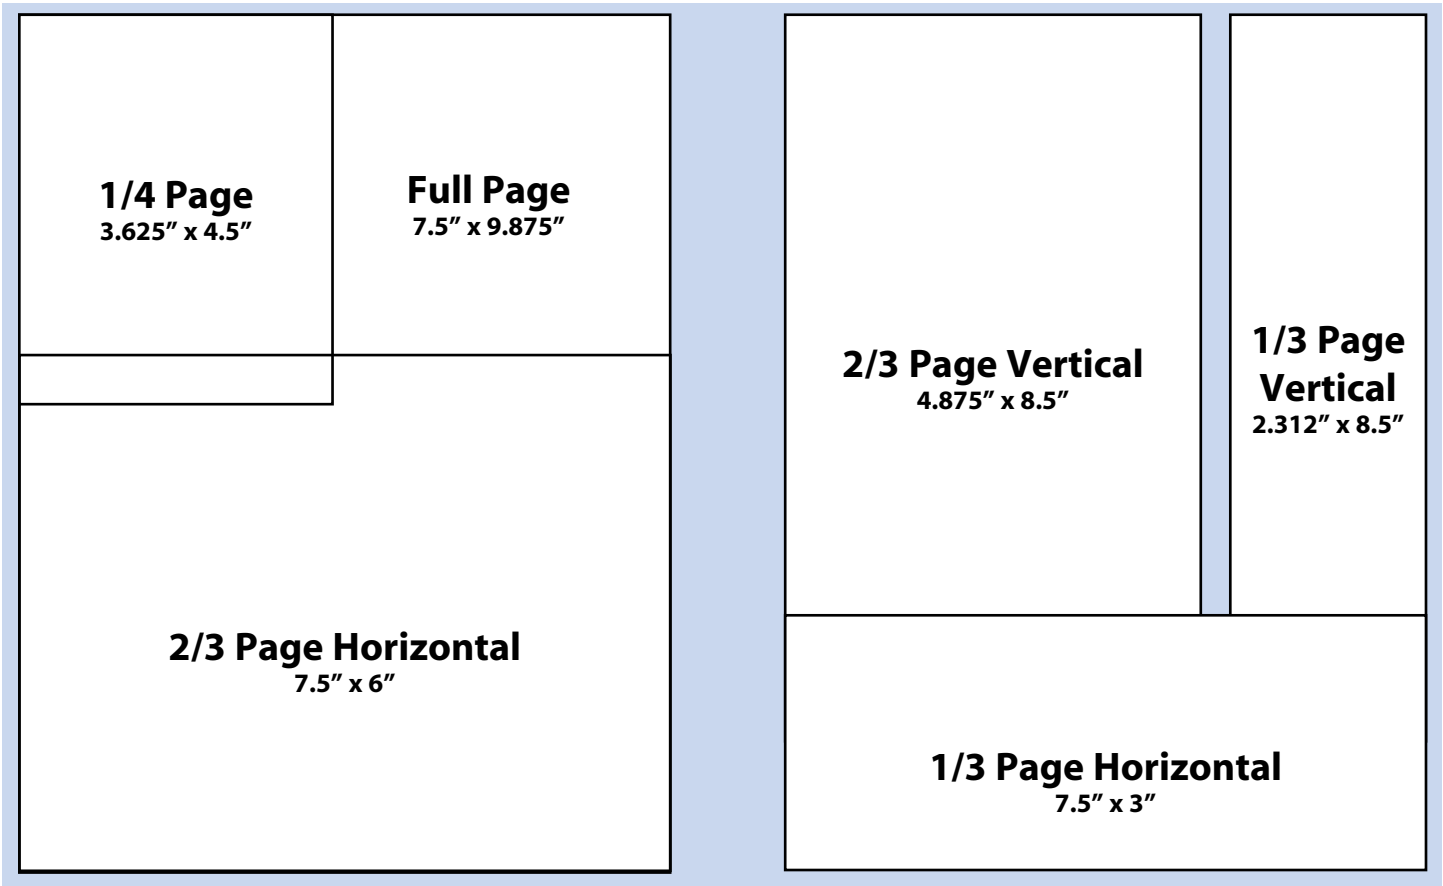 1/4 Page
3.625” x 4.5”
Full Page
7.5” x 9.875”
2/3 Page Horizontal
7.5” x 6”
2/3 Page Vertical
4.875” x 8.5”
1/3 Page
Vertical
2.312” x 8.5”
1/3 Page Horizontal
7.5” x 3”